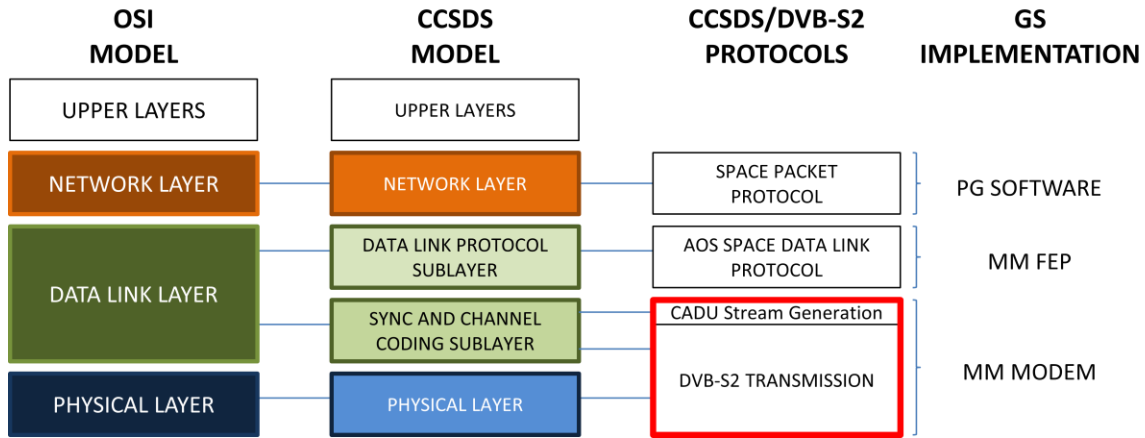 OSI
MODEL
CCSDS
MODEL
CCSDS/DVB-S2
PROTOCOLS
GS
IMPLEMENTATION
UPPER LAYERS
UPPER LAYERS
NETWORK LAYER
NETWORK LAYER
SPACE PACKET
PROTOCOL
PG SOFTWARE
DATA LINK LAYER
DATA LINK PROTOCOL
SUBLAYER
AOS SPACE DATA LINK
PROTOCOL
MM FEP
SYNC AND CHANNEL
CODING SUBLAYER
CADU Stream Generation
DVB-S2 TRANSMISSION
MM MODEM
PHYSICAL LAYER
PHYSICAL LAYER